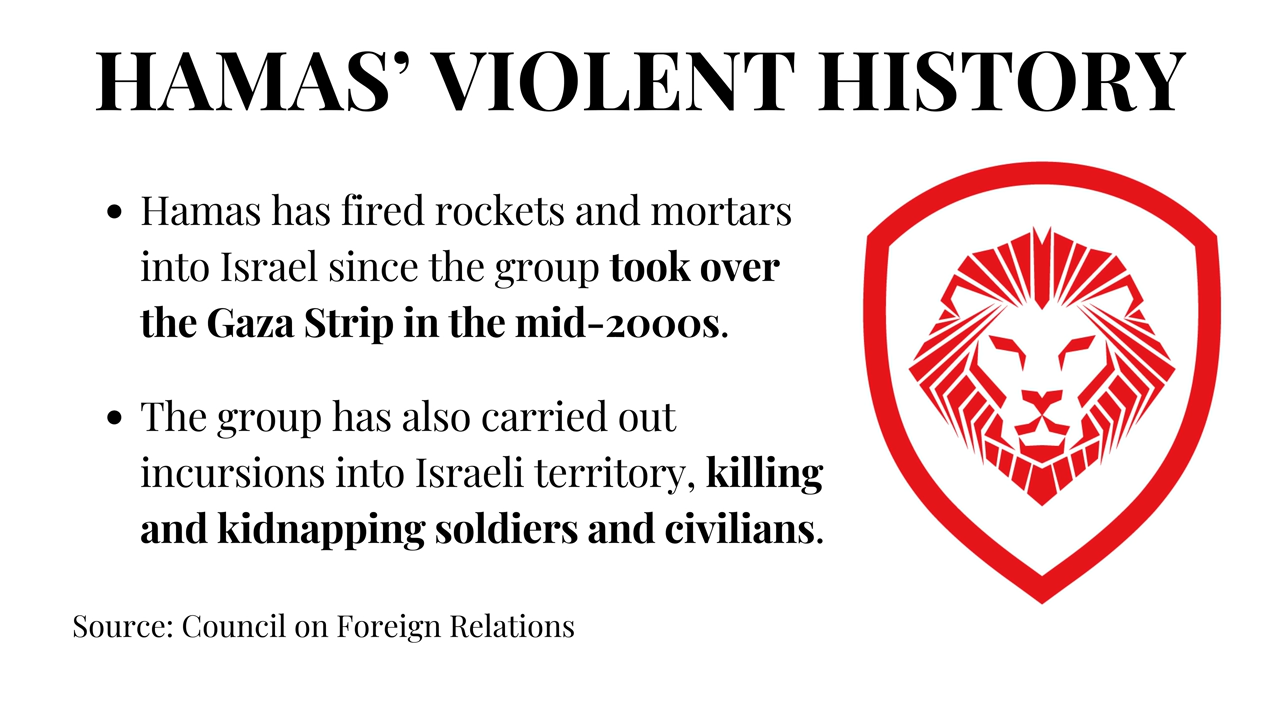 HAMAS’ VIOLENT HISTORY
• Hamas has fired rockets and mortars
into Israel since the group took over
the Gaza Strip in the mid-2000s.
• The group has also carried out
incursions into Israeli territory, killing
and kidnapping soldiers and civilians.
Source: Council on Foreign Relations